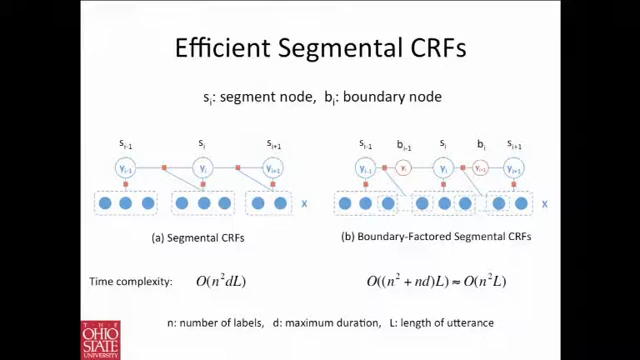 Efficient Segmental CRFs
sᵢ: segment node, bᵢ: boundary node
sᵢ₋₁ sᵢ sᵢ₊₁
yᵢ₋₁ yᵢ yᵢ₊₁
x
(a) Segmental CRFs
sᵢ₋₁ bᵢ₋₁ sᵢ bᵢ sᵢ₊₁
yᵢ₋₁ yᵢ yᵢ yᵢ₊₁ yᵢ₊₁
x
(b) Boundary-Factored Segmental CRFs
Time complexity: O(n²dL) O((n² + nd)L) ≈ O(n²L)
n: number of labels, d: maximum duration, L: length of utterance
THE
OHIO
STATE
UNIVERSITY